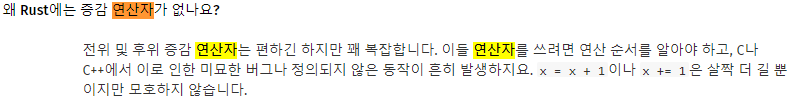 왜 Rust에는 증감 연산자가 없나요?
전위 및 후위 증감 연산자는 편하긴 하지만 꽤 복잡합니다. 이들 연산자를 쓰려면 연산 순서를 알아야 하고, C나
C++에서 이로 인한 미묘한 버그나 정의되지 않은 동작이 흔히 발생하지요. x = x + 1 이나 x += 1 은 살짝 더 길 뿐
이지만 모호하지 않습니다.